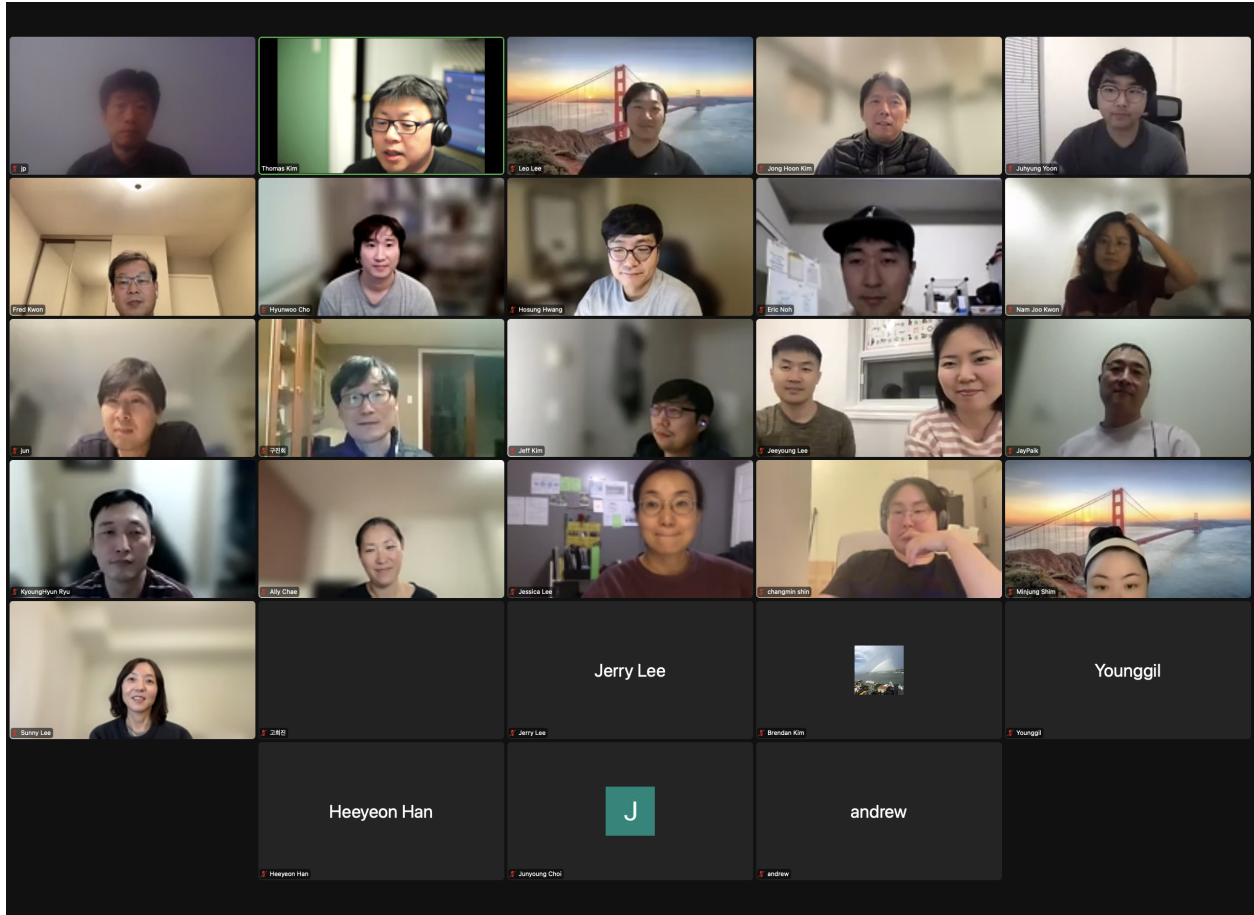 jp
Thomas Kim
Leo Lee
Jong Hoon Kim
Juhyung Yoon
Fred Kwon
Hyunwoo Cho
Hosung Hwang
Eric Noh
Nam Joo Kwon
jun
구진회
Jeff Kim
Jeeyoung Lee
JayPaik
KyoungHyun Ryu
Ally Chae
Jessica Lee
changmin shin
Minjung Shim
Sunny Lee
고희진
Jerry Lee
Jerry Lee
Brendan Kim
Younggil
Younggil
Heeyeon Han
Heeyeon Han
J
Junyoung Choi
andrew
andrew